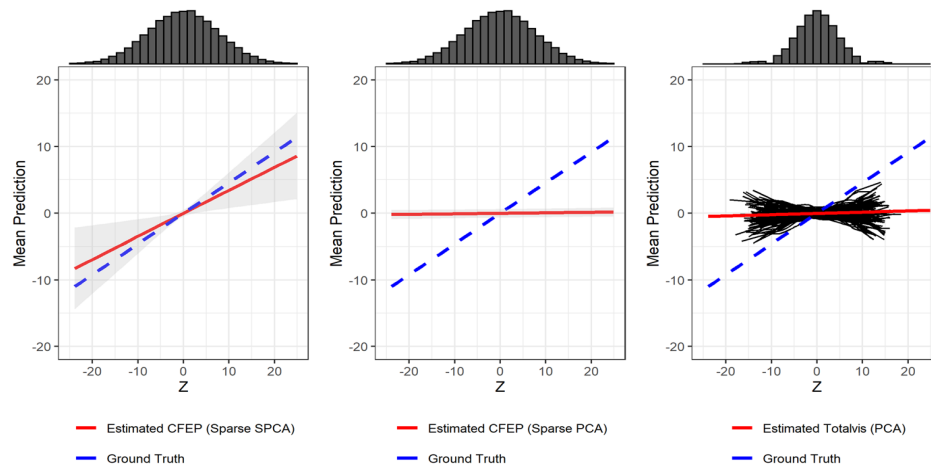 20
10
0
-10
-20
Mean Prediction
-20 -10 0 10 20
Z
Estimated CFEP (Sparse SPCA)
Ground Truth
20
10
0
-10
-20
Mean Prediction
-20 -10 0 10 20
Z
Estimated CFEP (Sparse PCA)
Ground Truth
20
10
0
-10
-20
Mean Prediction
-20 -10 0 10 20
Z
Estimated Totalvis (PCA)
Ground Truth